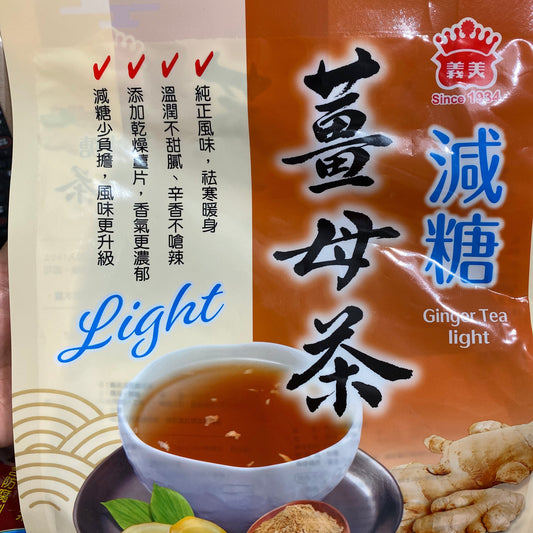 義美
Since 1934
減糖
Ginger Tea
light
薑母茶
純正風味，祛寒暖身
溫潤不甜膩、辛香不嗆辣
添加乾燥薑片，香氣更濃郁
減糖少負擔，風味更升級
Light